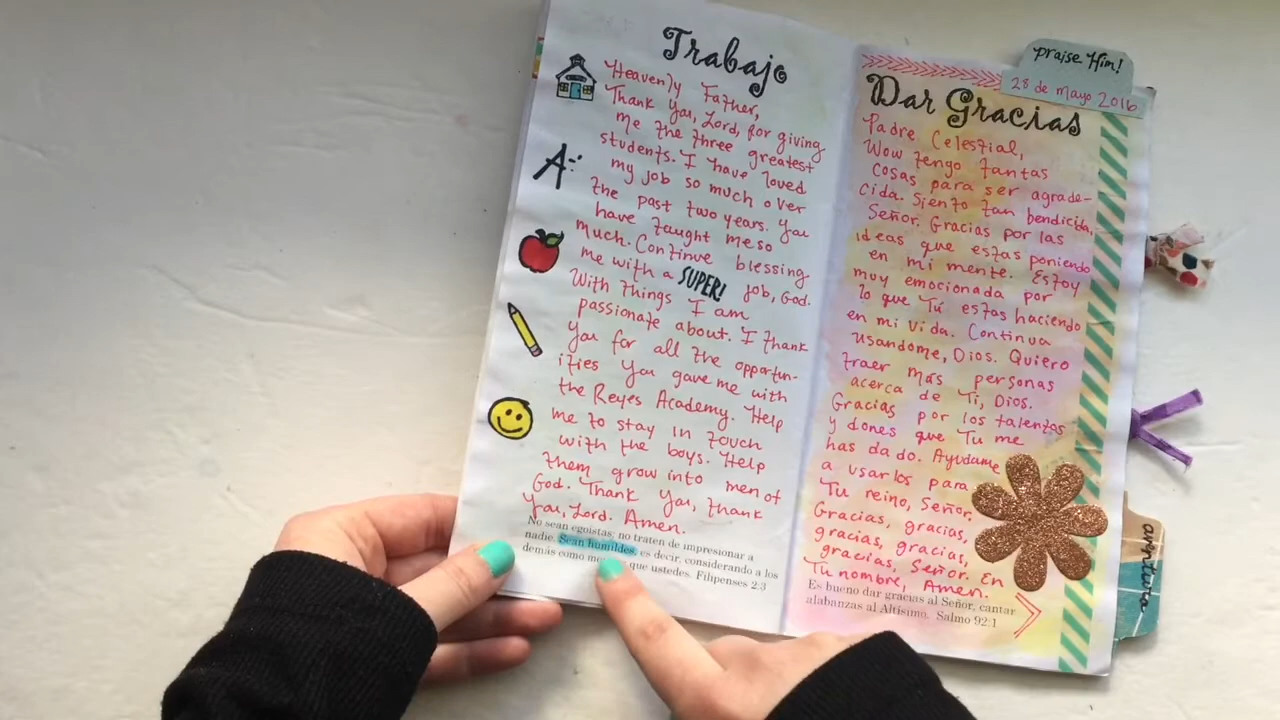 Trabajo
Heavenly Father,
Thank You, Lord, for giving
me the three greatest
students. I have loved
my job so much over
the past two years. You
have taught me so
much. Continue blessing
me with a SUPER! job, God.
With things I am
passionate about. I thank
You for all the opportun-
ities You gave me with
the Reyes Academy. Help
me to stay in touch
with the boys. Help
them grow into men of
God. Thank You, thank
You, Lord. Amen.
No sean egoístas; no traten de impresionar a
nadie. Sean humildes, es decir, considerando a los
demás como que ustedes. Filipenses 2:3
A+
praise Him!
28 de mayo 2016
Dar Gracias
Padre Celestial,
Wow tengo tantas
cosas para ser agrade-
cida. Siento tan bendicida,
Señor. Gracias por las
ideas que estas poniendo
en mi mente. Estoy
muy emocionada por
lo que Tú estas haciendo
en mi vida. Continua
usandome, Dios. Quiero
traer más personas
acerca de Ti, Dios.
Gracias por los talentos
y dones que Tu me
has dado. Ayudame
a usarlos para
Tu reino, Señor.
Gracias, gracias,
gracias, gracias,
gracias, Señor. En
Tu nombre, Amen.
Es bueno dar gracias al Señor, cantar
alabanzas al Altísimo. Salmo 92:1